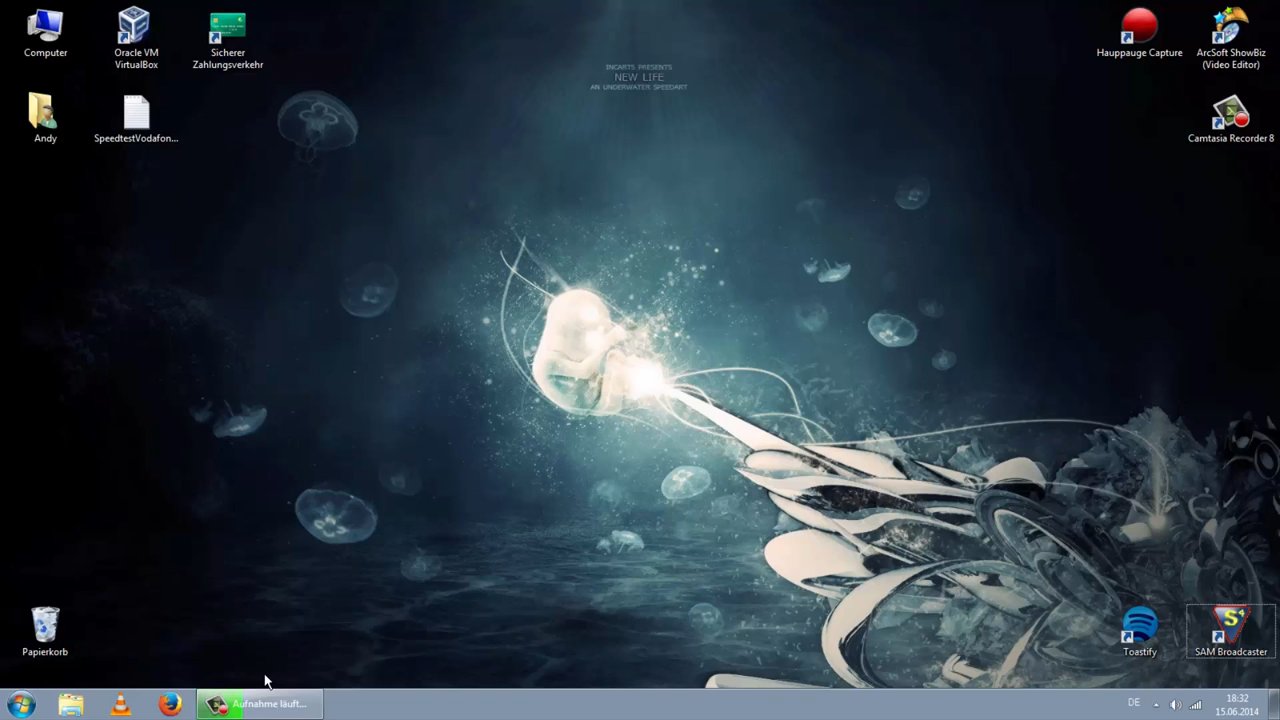 Computer
Oracle VM
VirtualBox
Sicherer
Zahlungsverkehr
Hauppauge Capture
ArcSoft ShowBiz
(Video Editor)
Andy
SpeedtestVodafon...
Camtasia Recorder 8
INCARTS PRESENTS
NEW LIFE
AN UNDERWATER SPEEDART
Papierkorb
Toastify
S4
SAM Broadcaster
Aufnahme läuft...
DE
18:32
15.06.2014